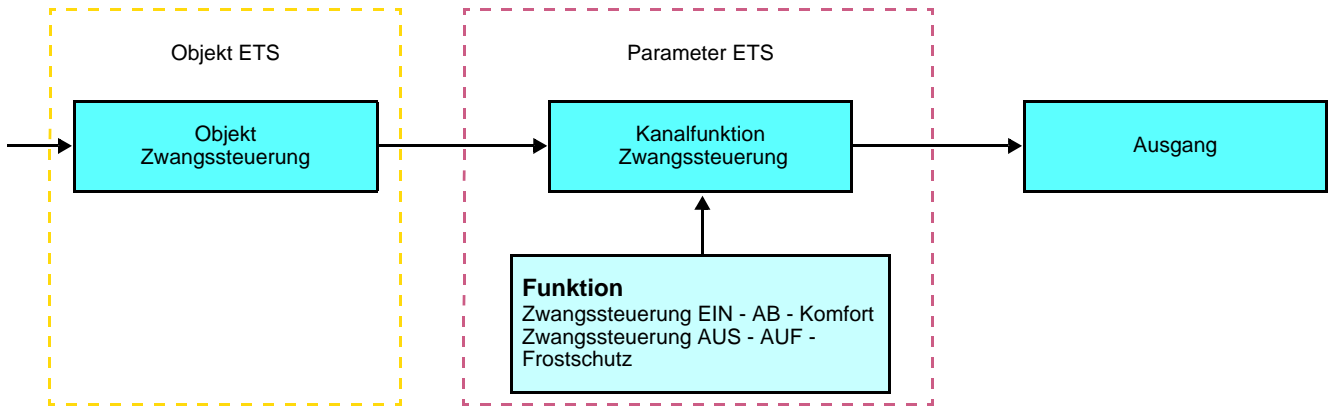 Objekt ETS
Parameter ETS
Objekt
Zwangssteuerung
Kanalfunktion
Zwangssteuerung
Ausgang
Funktion
Zwangssteuerung EIN - AB - Komfort
Zwangssteuerung AUS - AUF -
Frostschutz